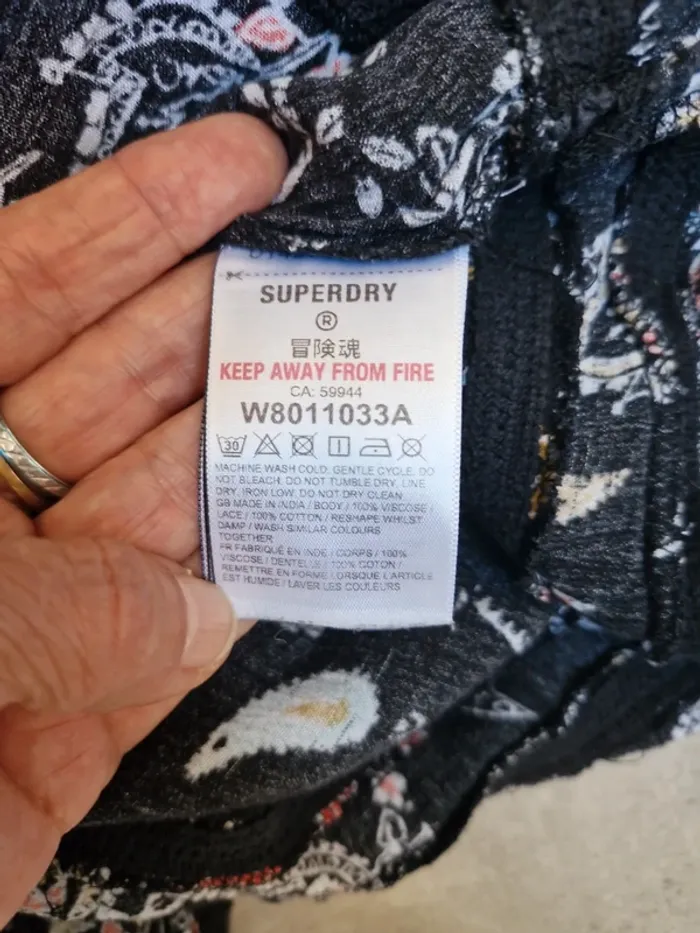 SUPERDRY
®
冒険魂
KEEP AWAY FROM FIRE
CA: 59944
W8011033A
30
MACHINE WASH COLD, GENTLE CYCLE, DO
NOT BLEACH, DO NOT TUMBLE DRY, LINE
DRY, IRON LOW, DO NOT DRY CLEAN
GB MADE IN INDIA / BODY / 100% VISCOSE /
LACE / 100% COTTON / RESHAPE WHILST
DAMP / WASH SIMILAR COLOURS
TOGETHER
FR FABRIQUÉ EN INDE / CORPS / 100%
VISCOSE / DENTELLE / 100% COTON /
REMETTRE EN FORME LORSQUE L'ARTICLE
EST HUMIDE / LAVER LES COULEURS